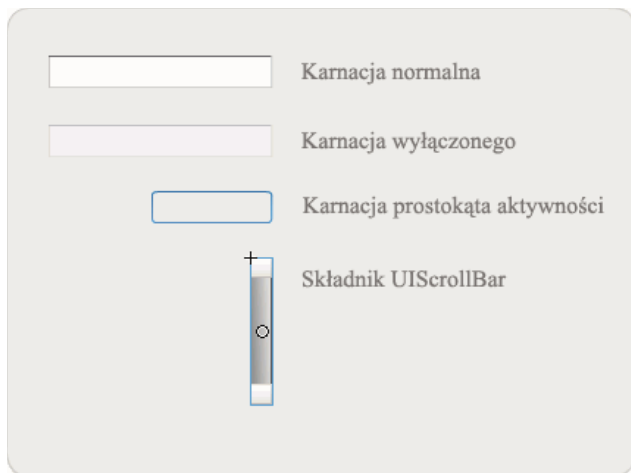 Karnacja normalna
Karnacja wyłączonego
Karnacja prostokąta aktywności
Składnik UIScrollBar